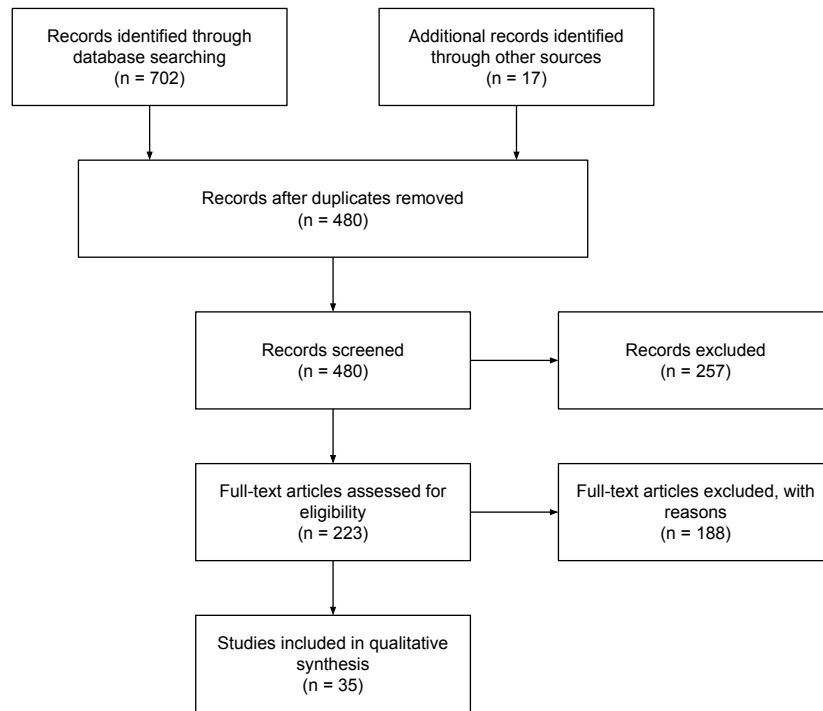 Records identified through
database searching
(n = 702)
Additional records identified
through other sources
(n = 17)
Records after duplicates removed
(n = 480)
Records screened
(n = 480)
Records excluded
(n = 257)
Full-text articles assessed for
eligibility
(n = 223)
Full-text articles excluded, with
reasons
(n = 188)
Studies included in qualitative
synthesis
(n = 35)